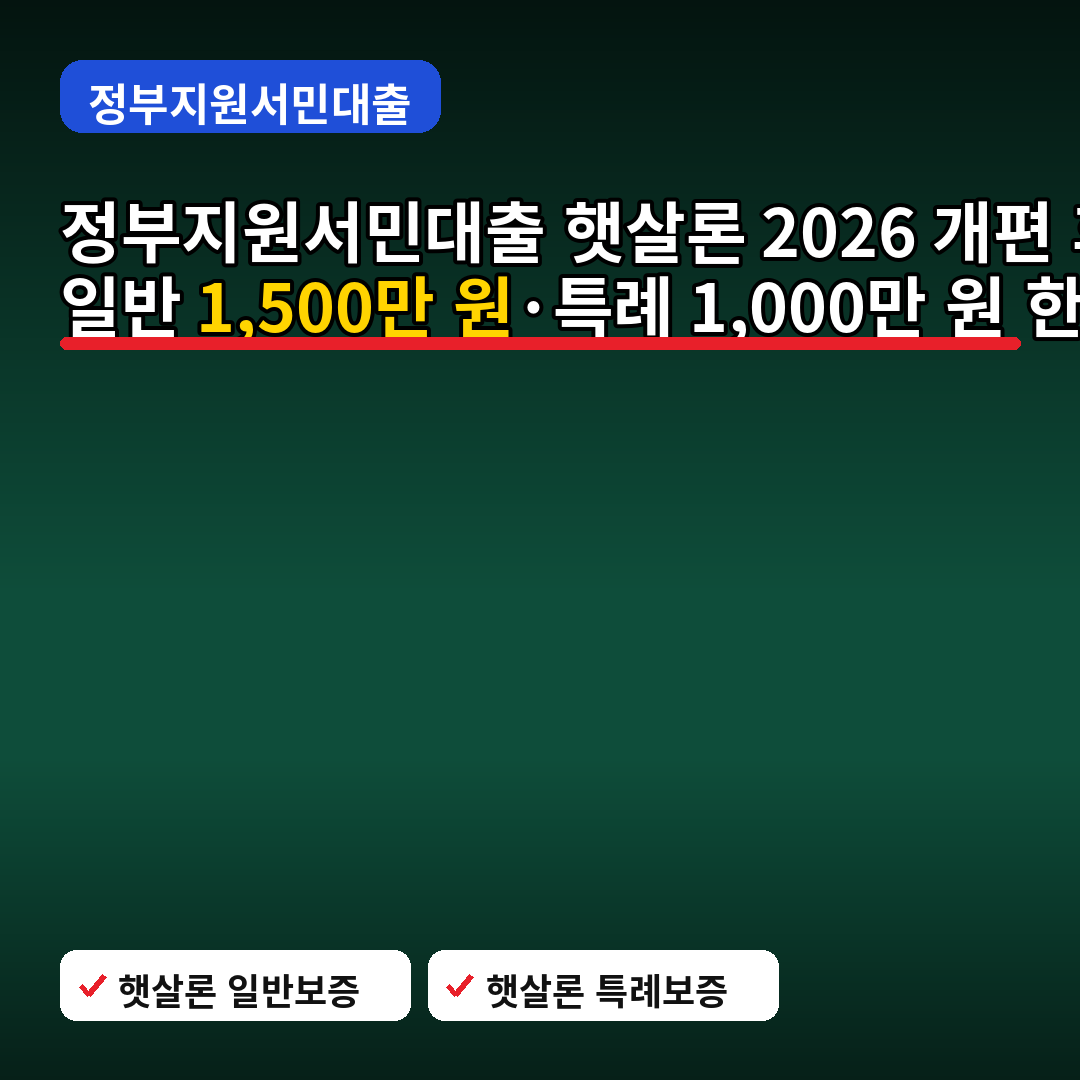 정부지원서민대출
정부지원서민대출 햇살론 2026 개편
일반 1,500만 원·특례 1,000만 원 한
햇살론 일반보증
햇살론 특례보증